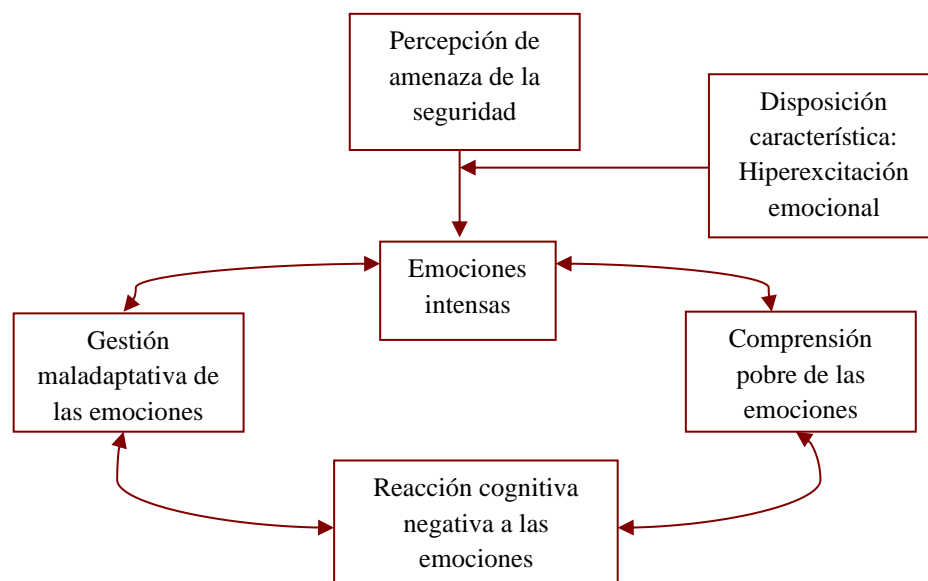 Percepción de
amenaza de la
seguridad
Disposición
característica:
Hiperexcitación
emocional
Emociones
intensas
Gestión
maladaptativa de
las emociones
Comprensión
pobre de las
emociones
Reacción cognitiva
negativa a las
emociones